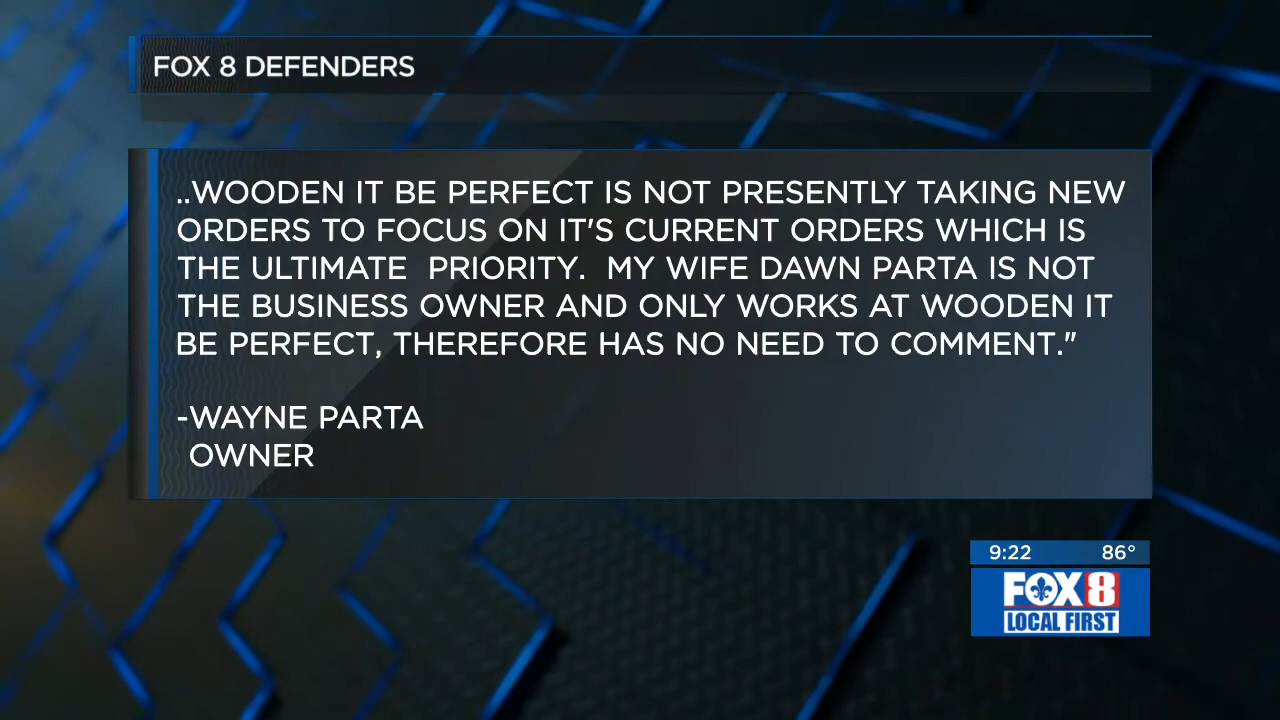 FOX 8 DEFENDERS
..WOODEN IT BE PERFECT IS NOT PRESENTLY TAKING NEW
ORDERS TO FOCUS ON IT'S CURRENT ORDERS WHICH IS
THE ULTIMATE  PRIORITY.  MY WIFE DAWN PARTA IS NOT
THE BUSINESS OWNER AND ONLY WORKS AT WOODEN IT
BE PERFECT, THEREFORE HAS NO NEED TO COMMENT."
-WAYNE PARTA
OWNER
9:22 86°
FOX 8
LOCAL FIRST